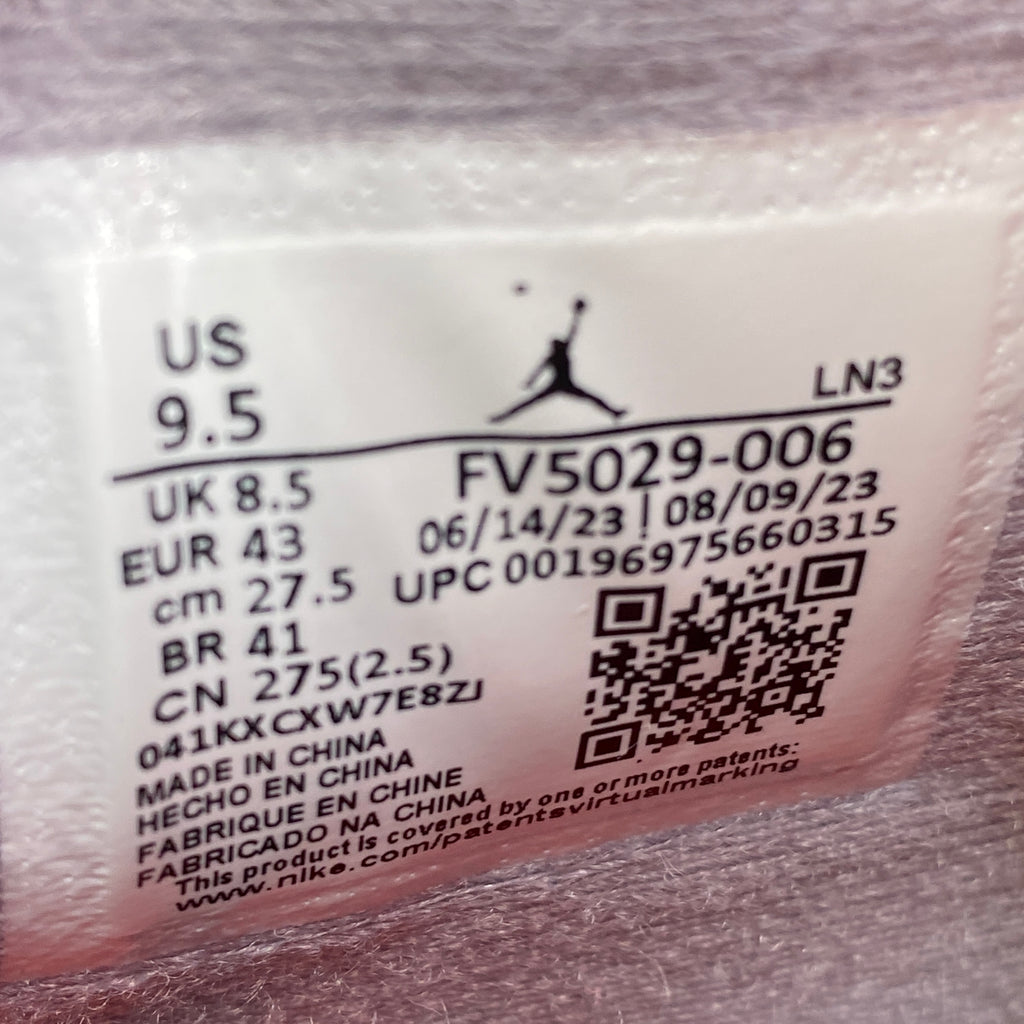 US
9.5
LN3
UK 8.5
EUR 43
cm 27.5
BR 41
CN 275(2.5)
FV5029-006
06/14/23 | 08/09/23
UPC 00196975660315
041KXCXW7E8ZJ
MADE IN CHINA
HECHO EN CHINA
FABRIQUE EN CHINE
FABRICADO NA CHINA
This product is covered by one or more patents:
www.nike.com/patentsvirtualmarking